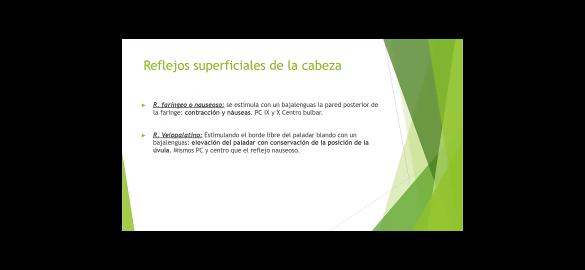 Reflejos superficiales de la cabeza
R. faríngeo o nauseoso: se estimula con un bajalenguas la pared posterior de
la faringe: contracción y náuseas. PC IX y X Centro bulbar.
R. Velopalatino: Estimulando el borde libre del paladar blando con un
bajalenguas: elevación del paladar con conservación de la posición de la
úvula. Mismos PC y centro que el reflejo nauseoso.